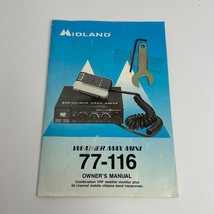 MIDLAND
WEATHER MAX MINI
77-116
OWNER'S MANUAL
Combination VHF weather monitor plus
40 channel mobile citizens band transceiver.